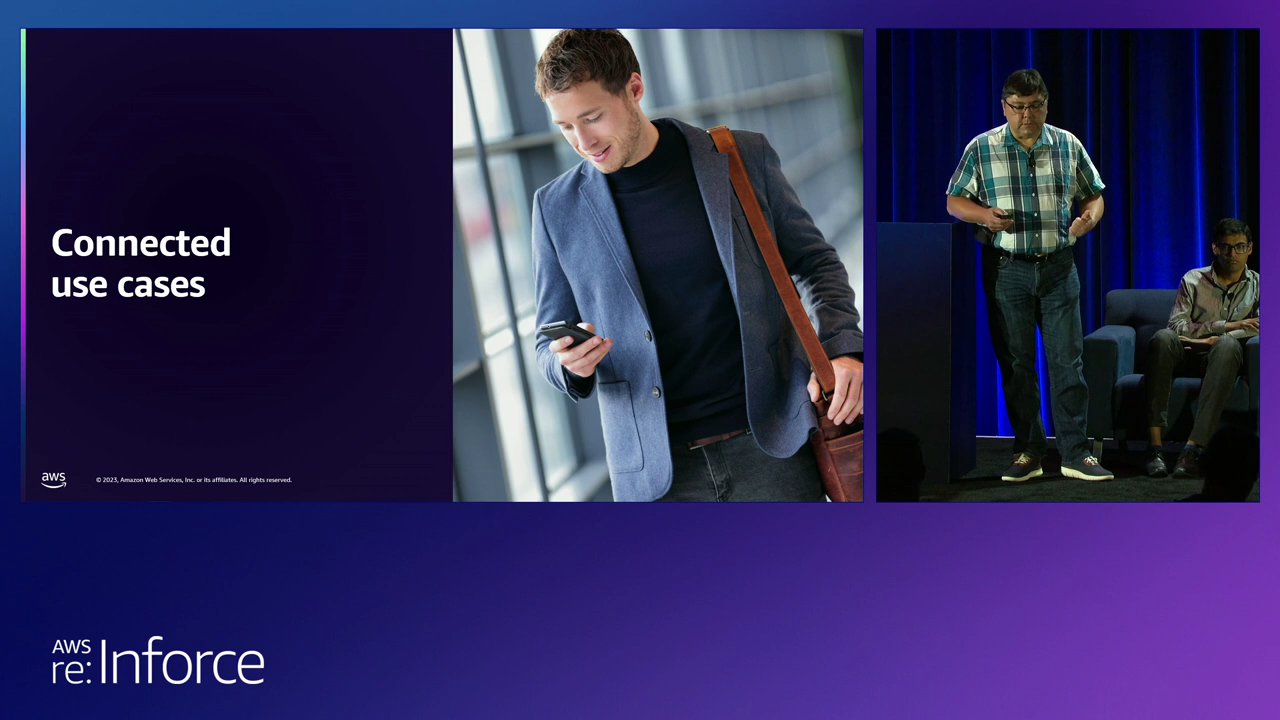 Connected
use cases
aws
© 2023, Amazon Web Services, Inc. or its affiliates. All rights reserved.
AWS
re:Inforce